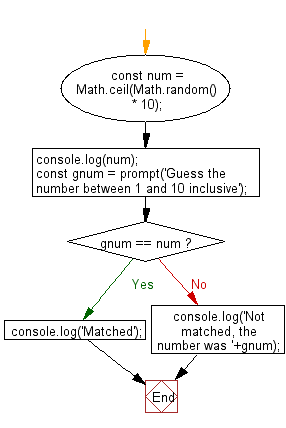 const num =
Math.ceil(Math.random()
* 10);
console.log(num);
const gnum = prompt('Guess the
number between 1 and 10 inclusive');
gnum == num ?
Yes
No
console.log('Matched');
console.log('Not
matched, the
number was '+gnum);
End